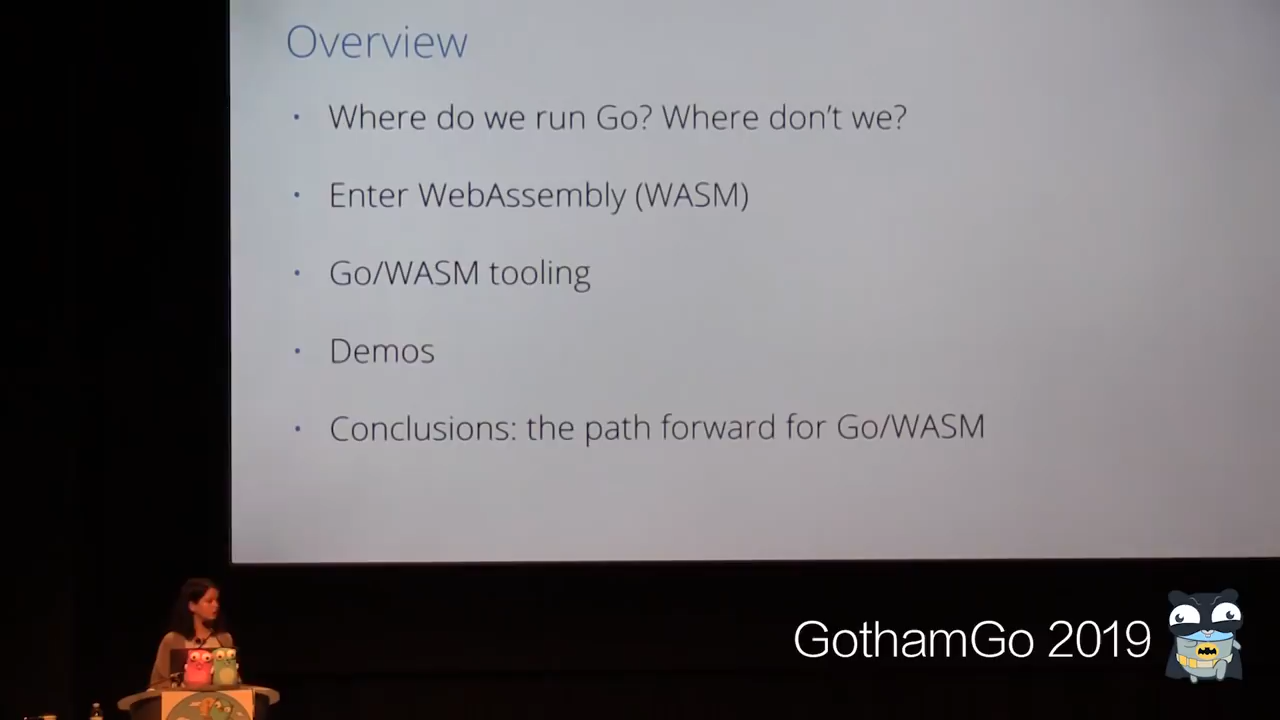 Overview
Where do we run Go? Where don't we?
Enter WebAssembly (WASM)
Go/WASM tooling
Demos
Conclusions: the path forward for Go/WASM
GothamGo 2019